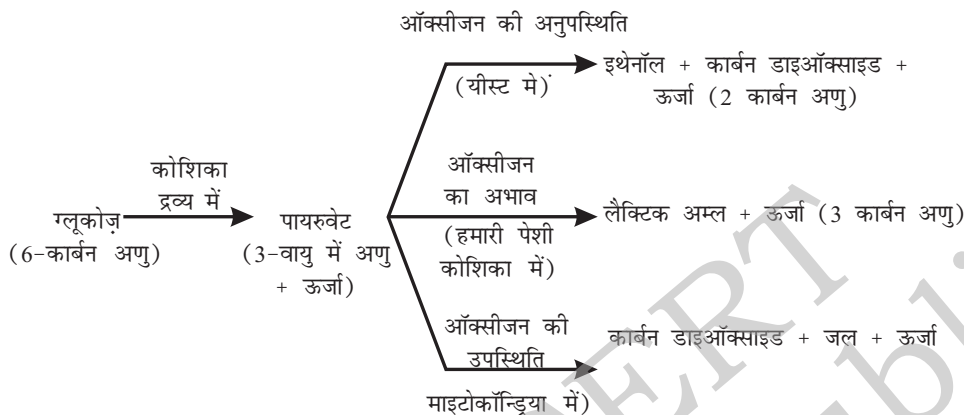 ऑक्सीजन की अनुपस्थिति
(यीस्ट में)
इथेनॉल + कार्बन डाइऑक्साइड +
ऊर्जा (2 कार्बन अणु)
कोशिका
द्रव्य में
ग्लूकोज़
(6-कार्बन अणु)
पायरुवेट
(3-वायु में अणु
+ ऊर्जा)
ऑक्सीजन
का अभाव
(हमारी पेशी
कोशिका में)
लैक्टिक अम्ल + ऊर्जा (3 कार्बन अणु)
ऑक्सीजन की
उपस्थिति
माइटोकॉन्ड्रिया में)
कार्बन डाइऑक्साइड + जल + ऊर्जा